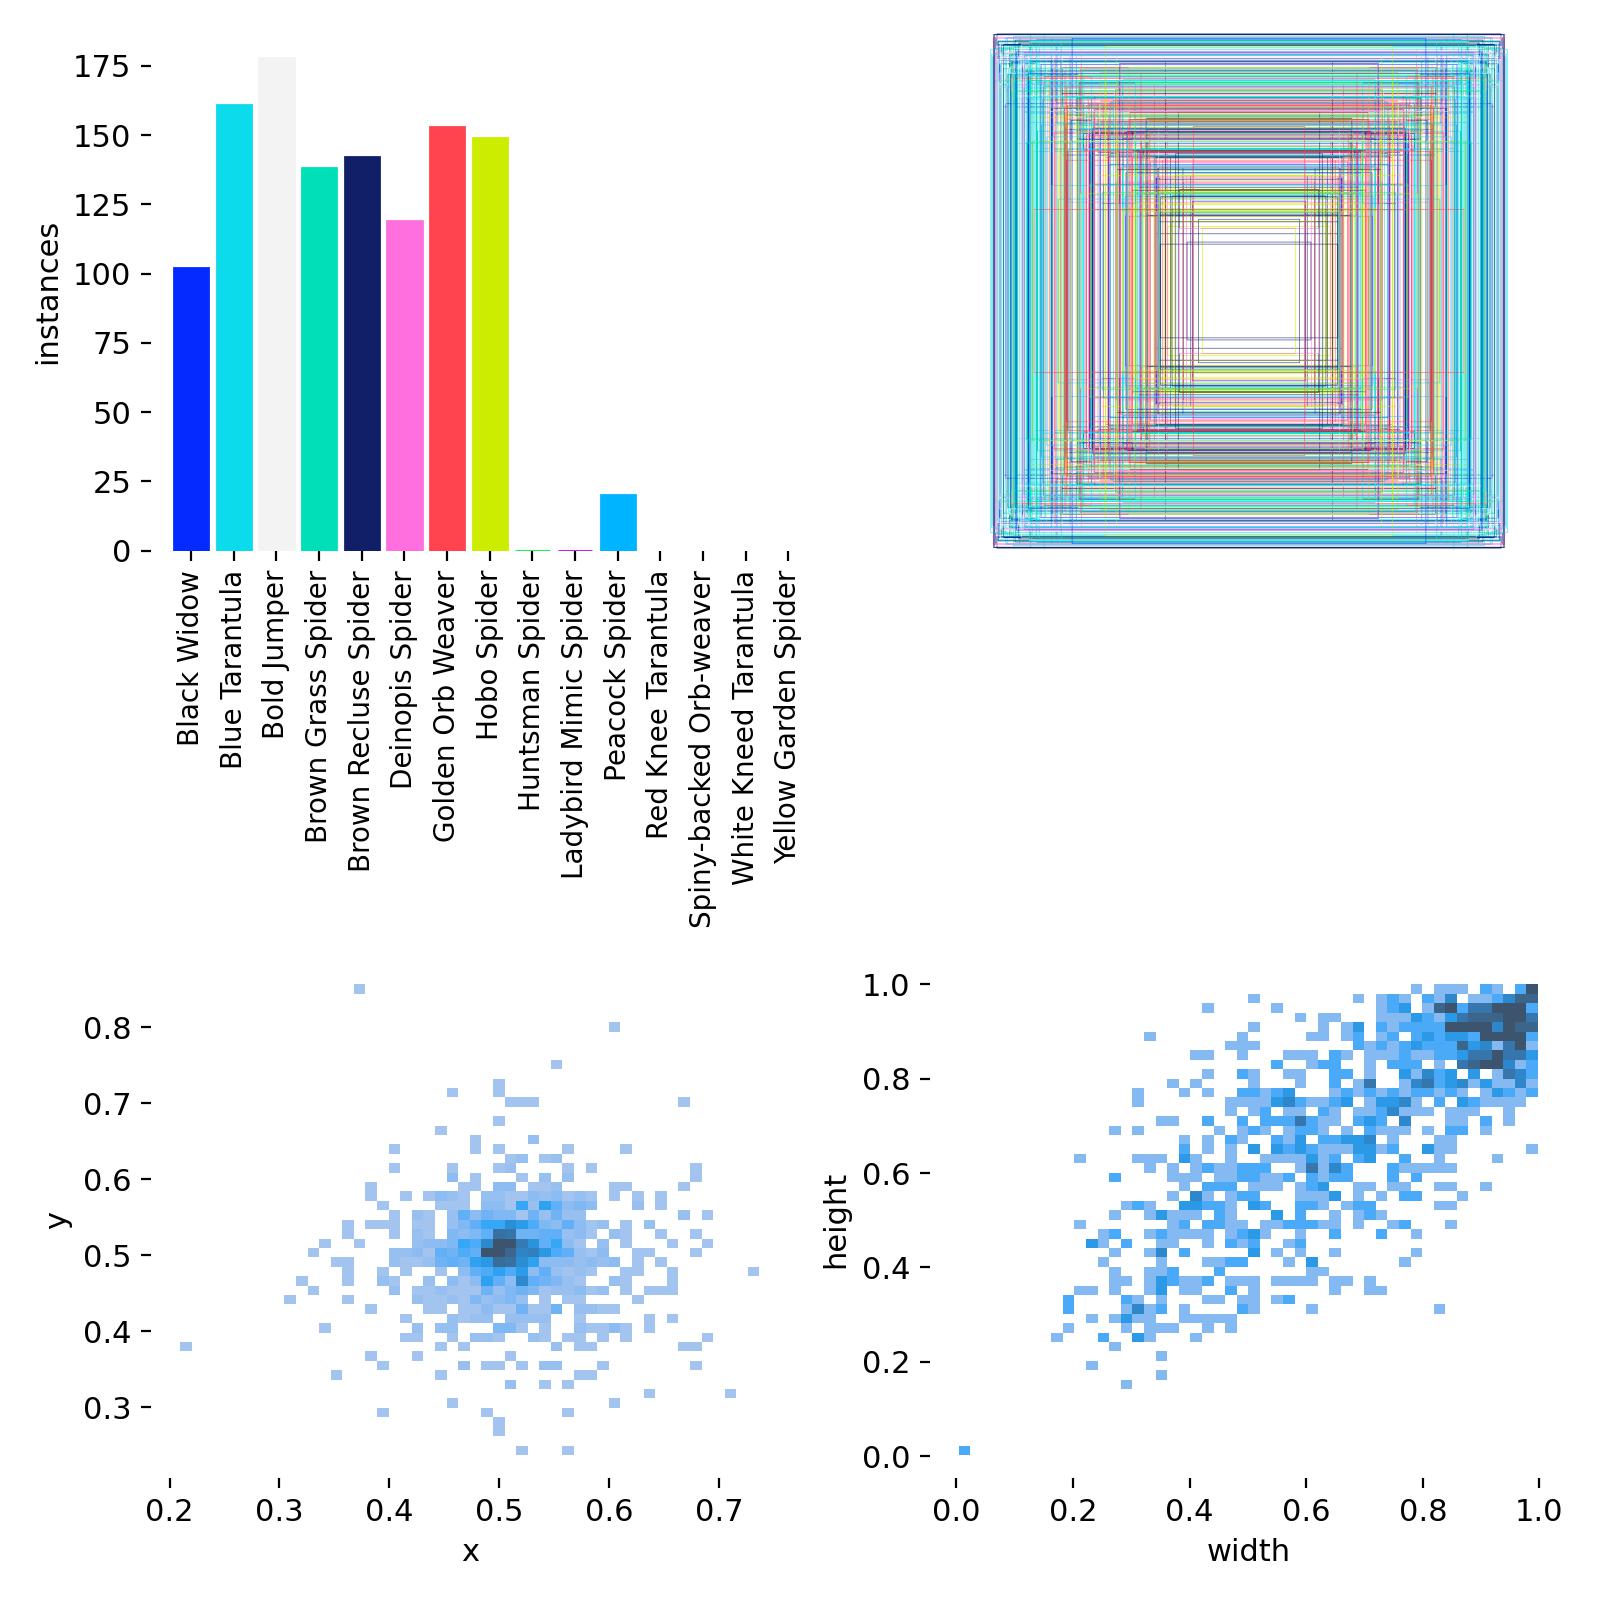 175
150
125
100
75
50
25
0
instances
Black Widow
Blue Tarantula
Bold Jumper
Brown Grass Spider
Brown Recluse Spider
Deinopis Spider
Golden Orb Weaver
Hobo Spider
Huntsman Spider
Ladybird Mimic Spider
Peacock Spider
Red Knee Tarantula
Spiny-backed Orb-weaver
White Kneed Tarantula
Yellow Garden Spider
0.8
0.7
0.6
0.5
0.4
0.3
y
0.2 0.3 0.4 0.5 0.6 0.7
x
1.0
0.8
0.6
0.4
0.2
0.0
height
0.0 0.2 0.4 0.6 0.8 1.0
width